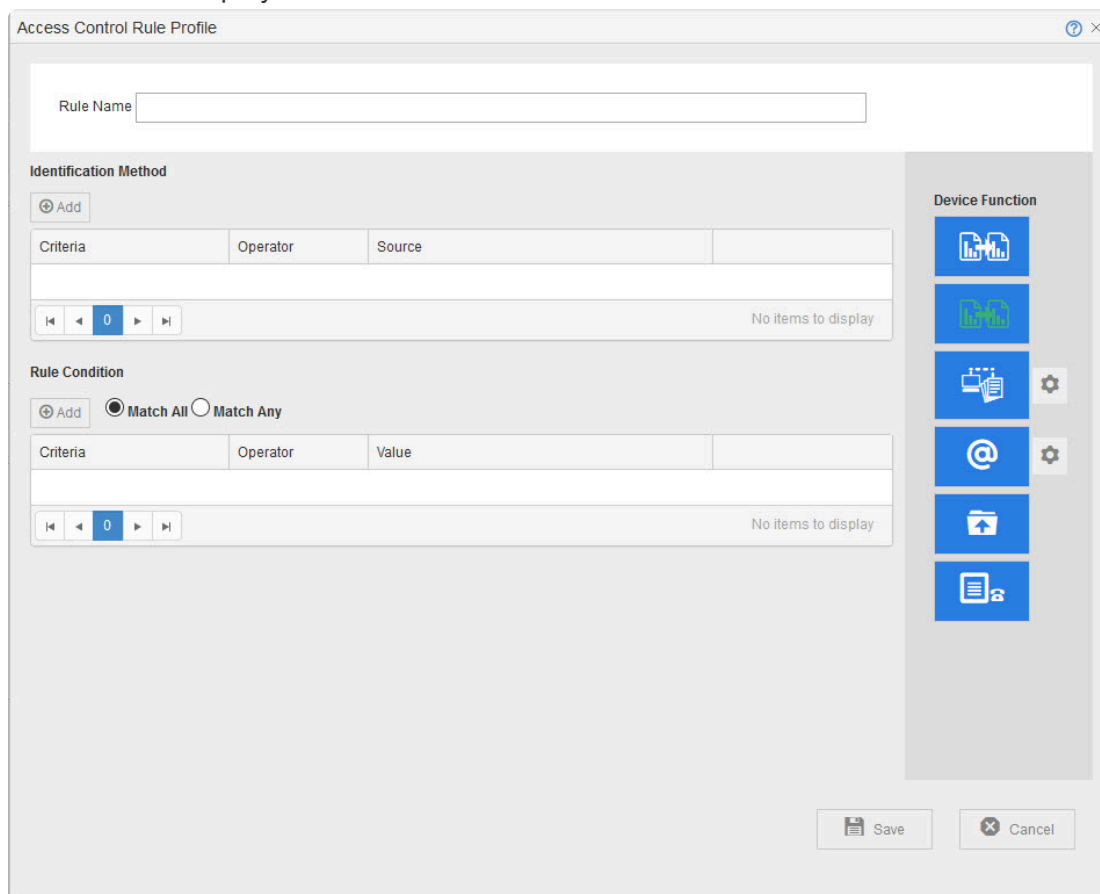 Access Control Rule Profile
Rule Name
Identification Method
Add
Device Function
Criteria Operator Source
0 No items to display
Rule Condition
Add Match All Match Any
Criteria Operator Value
@
0 No items to display
Save Cancel